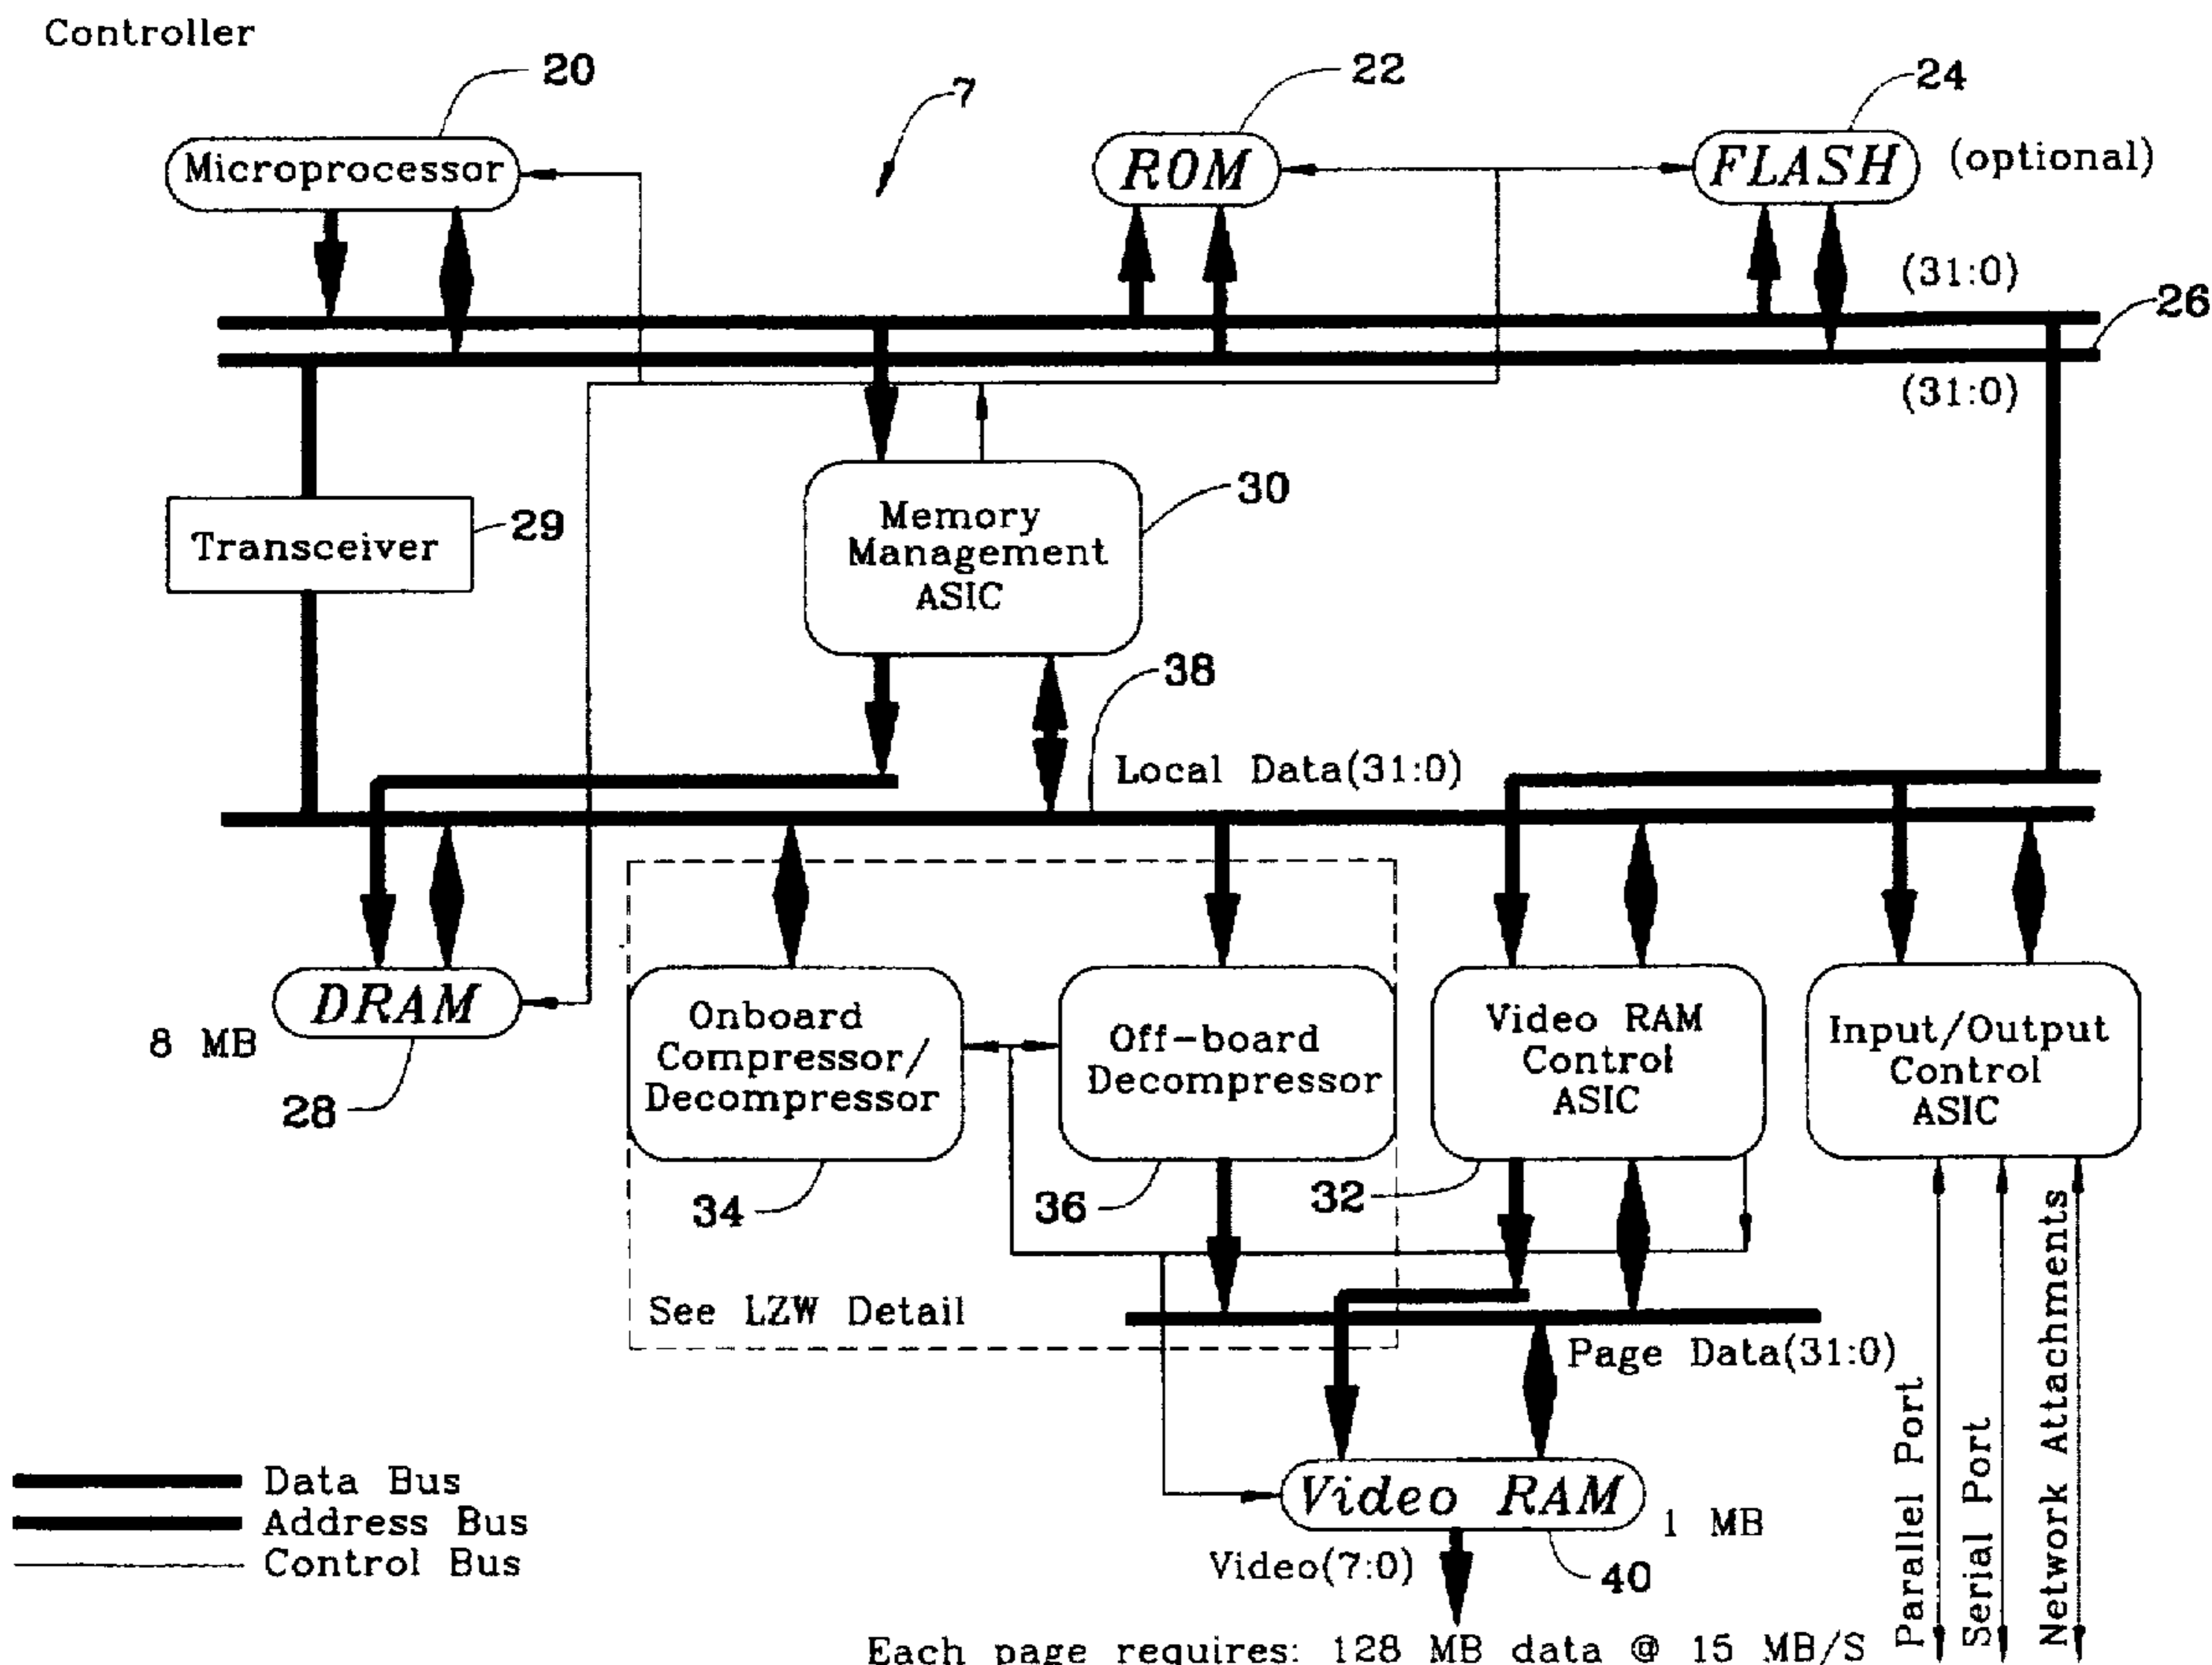 Controller
20
7
22
24
Microprocessor
ROM
FLASH
(optional)
(31:0)
26
(31:0)
30
29
Transceiver
Memory
Management
ASIC
38
Local Data(31:0)
DRAM
8 MB
28
Onboard
Compressor/
Decompressor
34
Off-board
Decompressor
36
Video RAM
Control
ASIC
32
Input/Output
Control
ASIC
See LZW Detail
Page Data(31:0)
Parallel Port
Serial Port
Network Attachments
Data Bus
Address Bus
Control Bus
Video RAM
1 MB
Video(7:0)
40
Each page requires: 128 MB data @ 15 MB/S